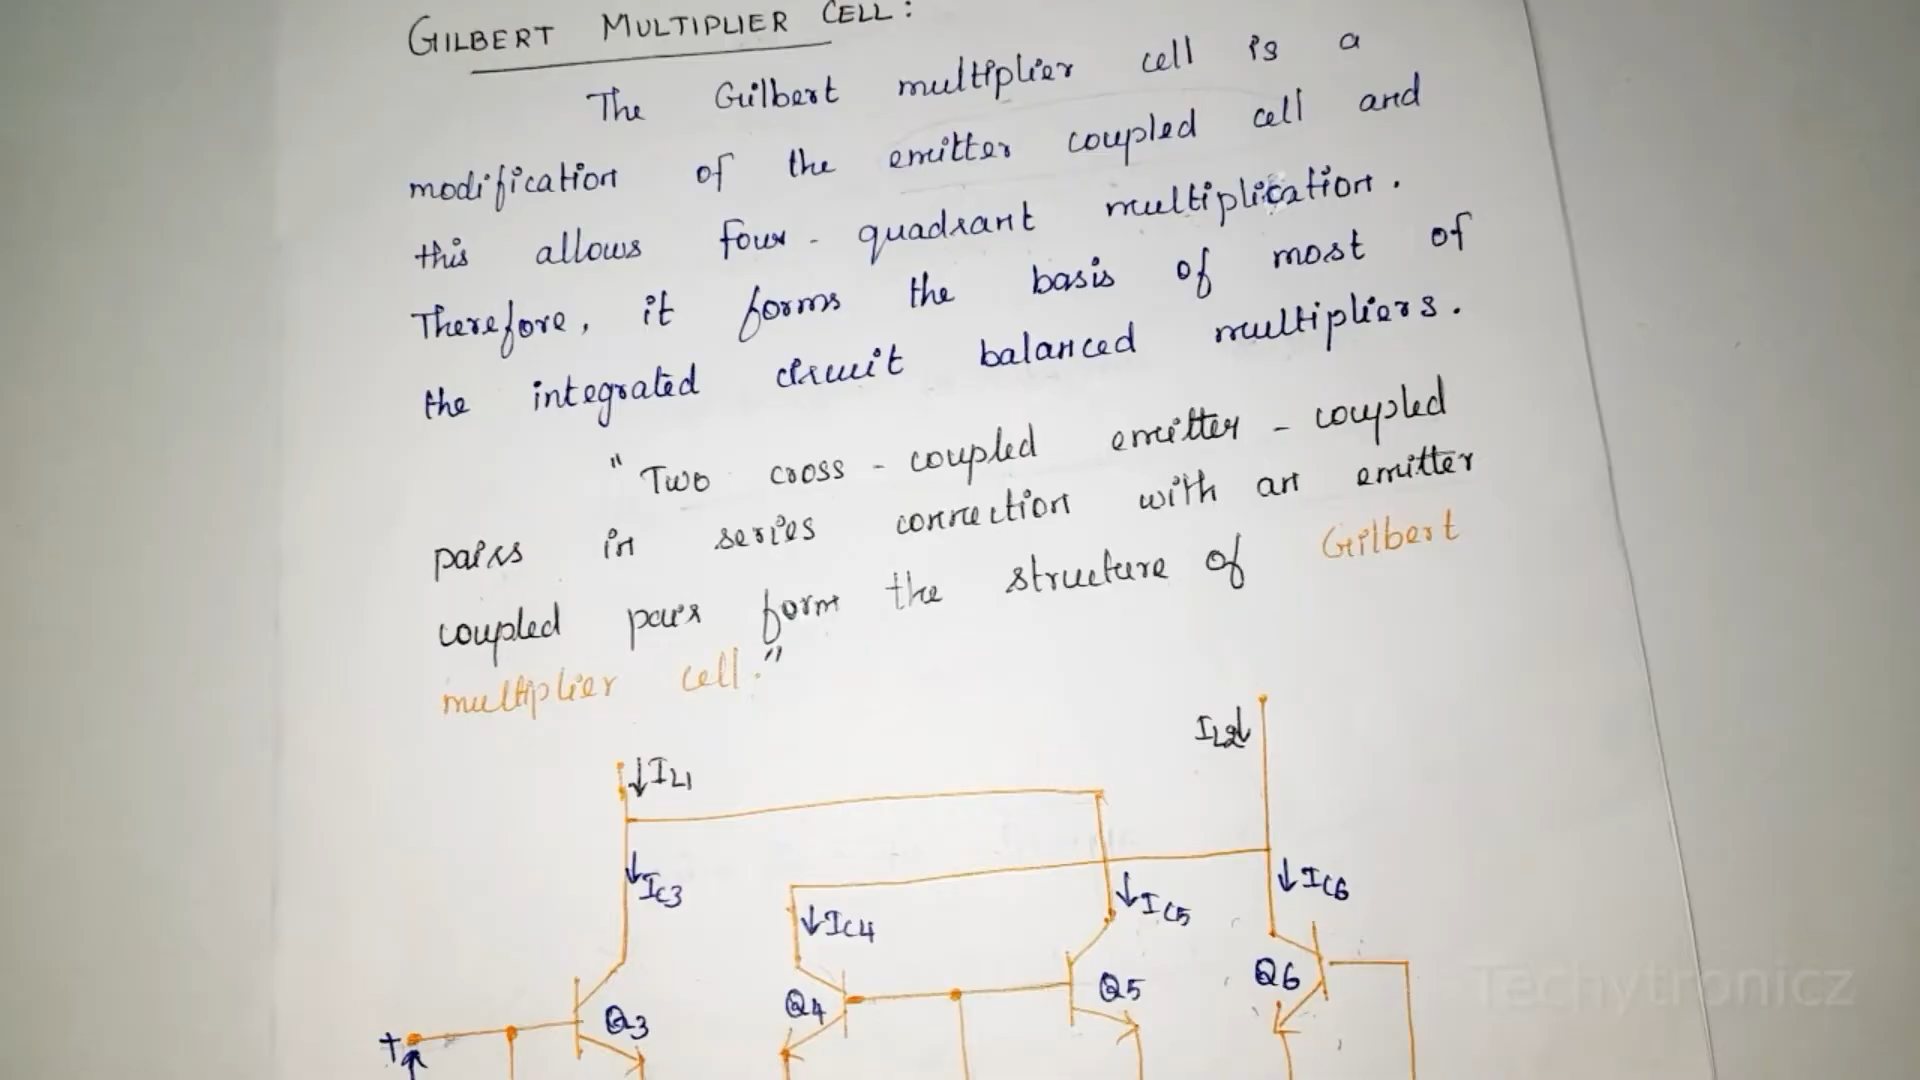 GILBERT MULTIPLIER CELL:
The Gilbert multiplier cell is a
modification of the emitter coupled cell and
this allows four - quadrant multiplication.
Therefore, it forms the basis of most of
the integrated circuit balanced multipliers.
"Two cross - coupled emitter - coupled
pairs in series connection with an emitter
coupled pair form the structure of Gilbert
multiplier cell."
IL2↓
↓IL1
↓IC3
↓IC4
↓IC5
↓IC6
Q3
Q4
Q5
Q6
+
Techytronicz